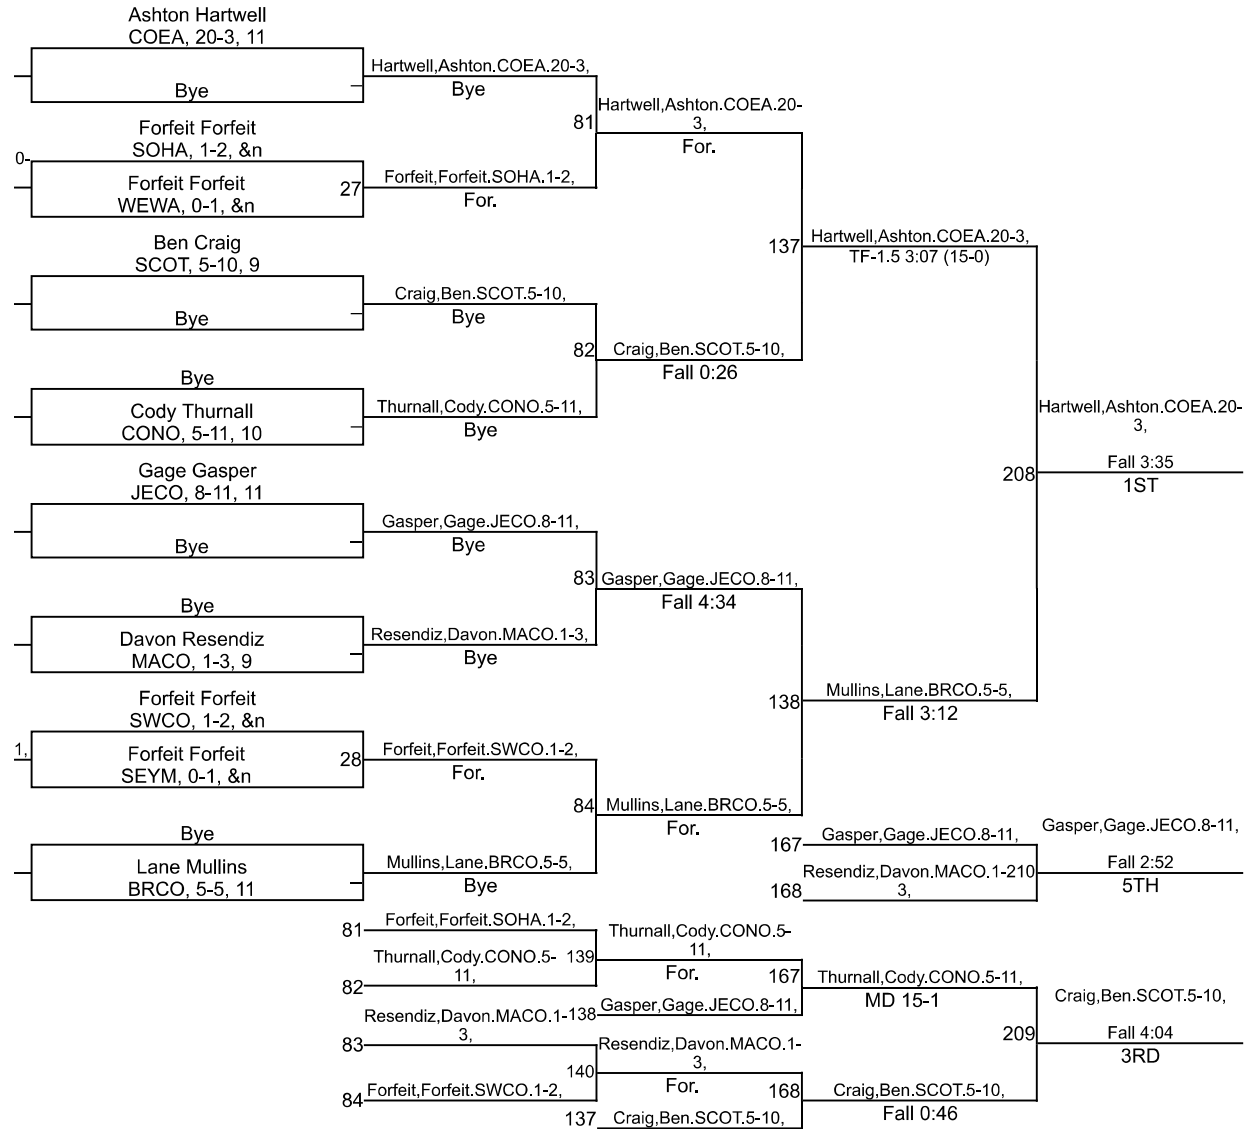 Ashton Hartwell
COEA, 20-3, 11
Hartwell,Ashton.COEA.20-3,
Bye
Bye
Hartwell,Ashton.COEA.20-
3,
81
For.
Forfeit Forfeit
SOHA, 1-2, &n
0-
Forfeit Forfeit
WEWA, 0-1, &n
27
Forfeit,Forfeit.SOHA.1-2,
For.
Ben Craig
SCOT, 5-10, 9
137
Hartwell,Ashton.COEA.20-3,
TF-1.5 3:07 (15-0)
Craig,Ben.SCOT.5-10,
Bye
Bye
82
Craig,Ben.SCOT.5-10,
Fall 0:26
Bye
Cody Thurnall
CONO, 5-11, 10
Thurnall,Cody.CONO.5-11,
Bye
Hartwell,Ashton.COEA.20-
3,
Fall 3:35
208
1ST
Gage Gasper
JECO, 8-11, 11
Gasper,Gage.JECO.8-11,
Bye
Bye
83
Gasper,Gage.JECO.8-11,
Fall 4:34
Bye
Davon Resendiz
MACO, 1-3, 9
Resendiz,Davon.MACO.1-3,
Bye
Forfeit Forfeit
SWCO, 1-2, &n
138
Mullins,Lane.BRCO.5-5,
Fall 3:12
1,
Forfeit Forfeit
SEYM, 0-1, &n
28
Forfeit,Forfeit.SWCO.1-2,
For.
84
Mullins,Lane.BRCO.5-5,
For.
Bye
Lane Mullins
BRCO, 5-5, 11
Mullins,Lane.BRCO.5-5,
Bye
167
Gasper,Gage.JECO.8-11,
Gasper,Gage.JECO.8-11,
Fall 2:52
5TH
168
Resendiz,Davon.MACO.1-
3,
210
81
Forfeit,Forfeit.SOHA.1-2,
Thurnall,Cody.CONO.5-
11,
82
139
Thurnall,Cody.CONO.5-
11,
For.
167
Thurnall,Cody.CONO.5-11,
MD 15-1
138
Gasper,Gage.JECO.8-11,
Resendiz,Davon.MACO.1-
3,
83
209
Craig,Ben.SCOT.5-10,
Fall 4:04
3RD
140
Resendiz,Davon.MACO.1-
3,
For.
84
Forfeit,Forfeit.SWCO.1-2,
168
Craig,Ben.SCOT.5-10,
Fall 0:46
137
Craig,Ben.SCOT.5-10,